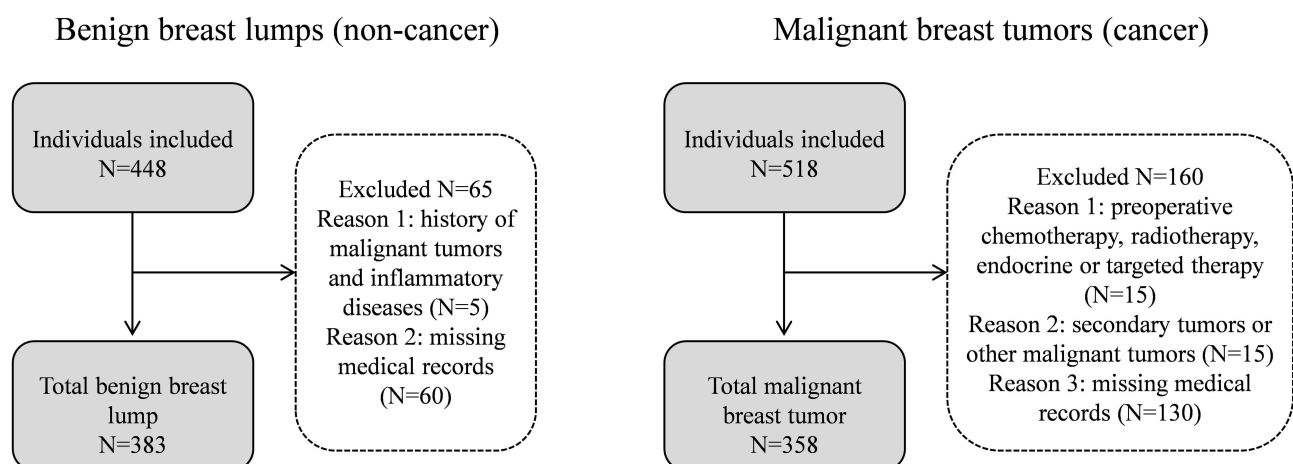 Benign breast lumps (non-cancer)
Individuals included
N=448
Excluded N=65
Reason 1: history of
malignant tumors
and inflammatory
diseases (N=5)
Reason 2: missing
medical records
(N=60)
Total benign breast
lump
N=383
Malignant breast tumors (cancer)
Individuals included
N=518
Excluded N=160
Reason 1: preoperative
chemotherapy, radiotherapy,
endocrine or targeted therapy
(N=15)
Reason 2: secondary tumors or
other malignant tumors (N=15)
Reason 3: missing medical
records (N=130)
Total malignant
breast tumor
N=358